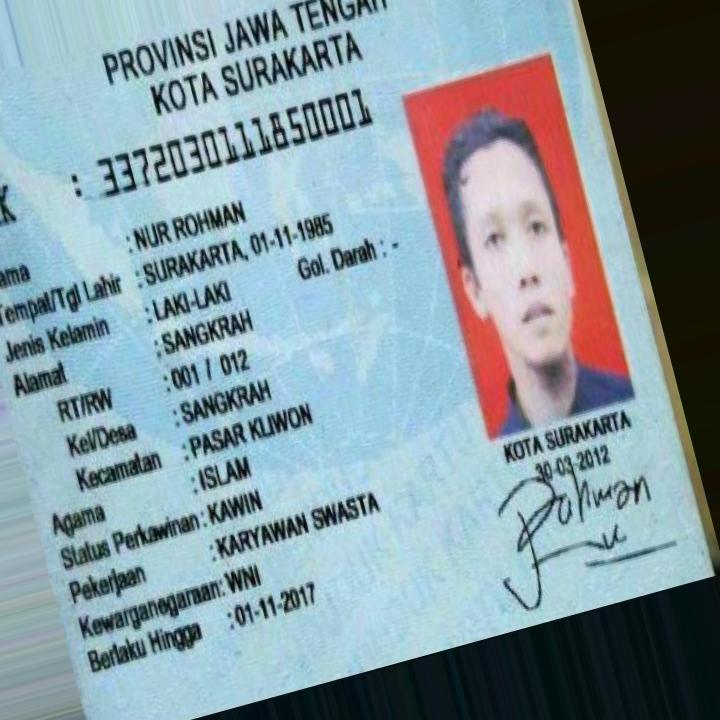 PROVINSI JAWA TENGAH
KOTA SURAKARTA
K : 3372030111850001
ama : NUR ROHMAN
Tempat/Tgl Lahir : SURAKARTA, 01-11-1985
Jenis Kelamin : LAKI-LAKI Gol. Darah : -
Alamat : SANGKRAH
RT/RW : 001 / 012
Kel/Desa : SANGKRAH
Kecamatan : PASAR KLIWON
Agama : ISLAM
Status Perkawinan : KAWIN
Pekerjaan : KARYAWAN SWASTA
Kewarganegaraan: WNI
Berlaku Hingga : 01-11-2017
KOTA SURAKARTA
30-03-2012
Rohman